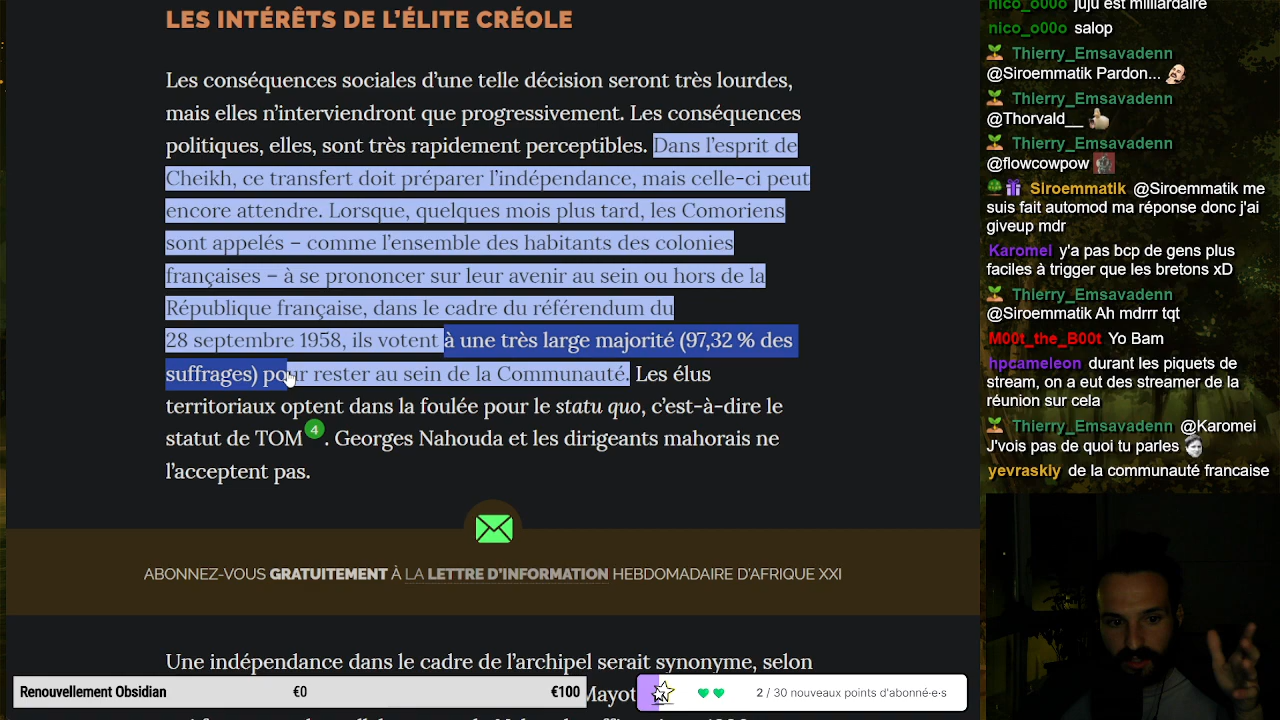 LES INTÉRÊTS DE L'ÉLITE CRÉOLE
Les conséquences sociales d'une telle décision seront très lourdes,
mais elles n'interviendront que progressivement. Les conséquences
politiques, elles, sont très rapidement perceptibles. Dans l'esprit de
Cheikh, ce transfert doit préparer l'indépendance, mais celle-ci peut
encore attendre. Lorsque, quelques mois plus tard, les Comoriens
sont appelés – comme l'ensemble des habitants des colonies
françaises – à se prononcer sur leur avenir au sein ou hors de la
République française, dans le cadre du référendum du
28 septembre 1958, ils votent à une très large majorité (97,32 % des
suffrages) pour rester au sein de la Communauté. Les élus
territoriaux optent dans la foulée pour le statu quo, c'est-à-dire le
statut de TOM 4. Georges Nahouda et les dirigeants mahorais ne
l'acceptent pas.
ABONNEZ-VOUS GRATUITEMENT À LA LETTRE D'INFORMATION HEBDOMADAIRE D'AFRIQUE XXI
Une indépendance dans le cadre de l'archipel serait synonyme, selon
Renouvellement Obsidian €0 €100
2 / 30 nouveaux points d'abonné·e·s
nico_o00o juju est milliardaire
nico_o00o salop
Thierry_Emsavadenn
@Siroemmatik Pardon...
Thierry_Emsavadenn
@Thorvald__
Thierry_Emsavadenn
@flowcowpow
Siroemmatik @Siroemmatik me
suis fait automod ma réponse donc j'ai
giveup mdr
Karomei y'a pas bcp de gens plus
faciles à trigger que les bretons xD
Thierry_Emsavadenn
@Siroemmatik Ah mdrrr tqt
M00t_the_B00t Yo Bam
hpcameleon durant les piquets de
stream, on a eut des streamer de la
réunion sur cela
Thierry_Emsavadenn @Karomei
J'vois pas de quoi tu parles
yevraskly de la communauté francaise